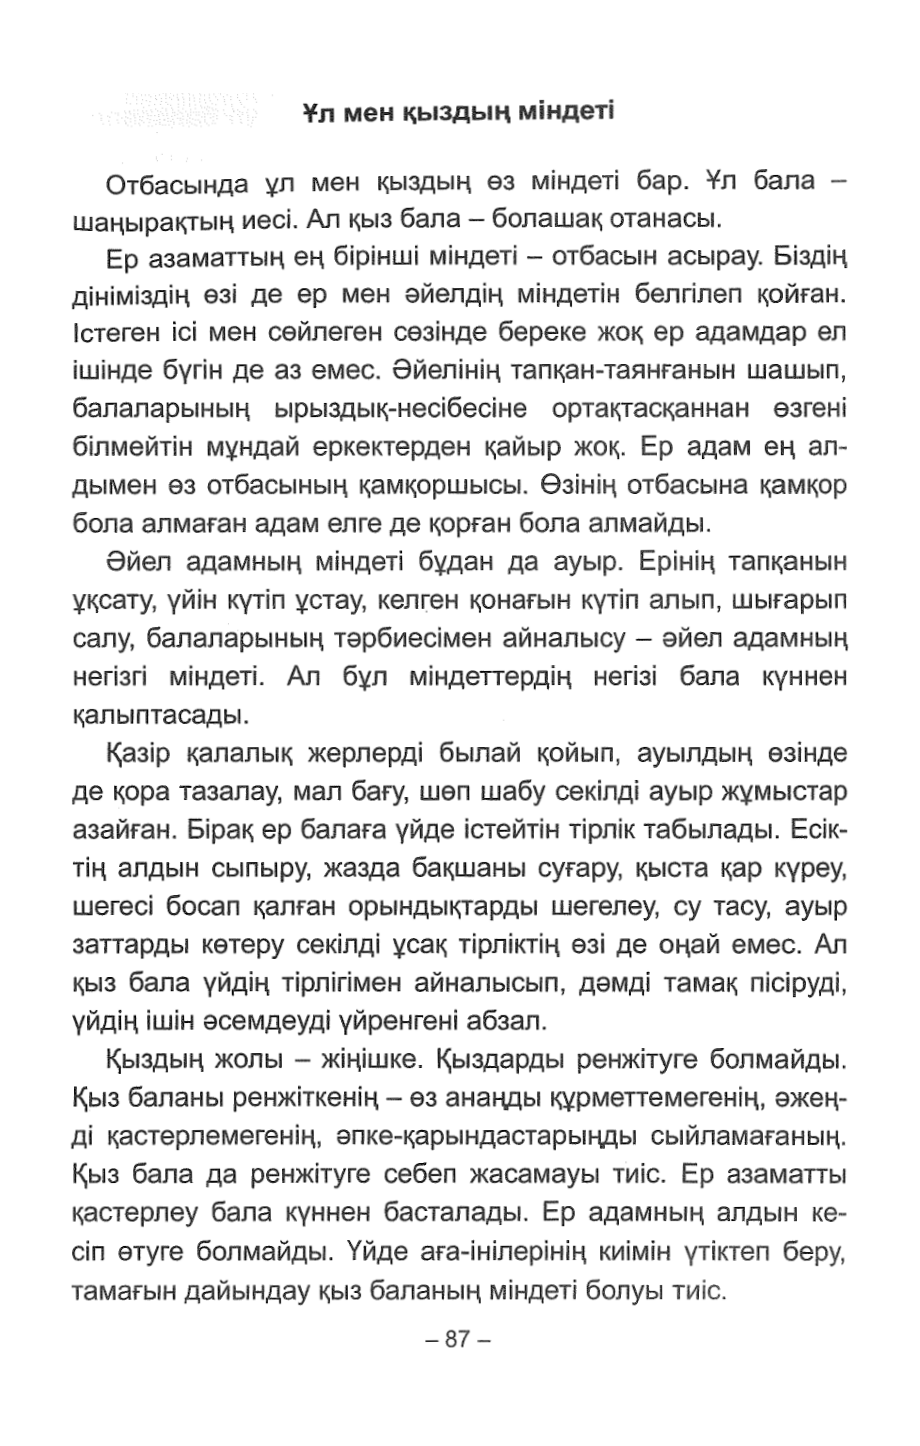 Ұл мен қыздың міндеті
Отбасында ұл мен қыздың өз міндеті бар. Ұл бала –
шаңырақтың иесі. Ал қыз бала – болашақ отанасы.
Ер азаматтың ең бірінші міндеті – отбасын асырау. Біздің
дініміздің өзі де ер мен әйелдің міндетін белгілеп қойған.
Істеген ісі мен сөйлеген сөзінде береке жоқ ер адамдар ел
ішінде бүгін де аз емес. Әйелінің тапқан-таянғанын шашып,
балаларының ырыздық-несібесіне ортақтасқаннан өзгені
білмейтін мұндай еркектерден қайыр жоқ. Ер адам ең ал-
дымен өз отбасының қамқоршысы. Өзінің отбасына қамқор
бола алмаған адам елге де қорған бола алмайды.
Әйел адамның міндеті бұдан да ауыр. Ерінің тапқанын
ұқсату, үйін күтіп ұстау, келген қонағын күтіп алып, шығарып
салу, балаларының тәрбиесімен айналысу – әйел адамның
негізгі міндеті. Ал бұл міндеттердің негізі бала күннен
қалыптасады.
Қазір қалалық жерлерді былай қойып, ауылдың өзінде
де қора тазалау, мал бағу, шөп шабу секілді ауыр жұмыстар
азайған. Бірақ ер балаға үйде істейтін тірлік табылады. Есік-
тің алдын сыпыру, жазда бақшаны суғару, қыста қар күреу,
шегесі босап қалған орындықтарды шегелеу, су тасу, ауыр
заттарды көтеру секілді ұсақ тірліктің өзі де оңай емес. Ал
қыз бала үйдің тірлігімен айналысып, дәмді тамақ пісіруді,
үйдің ішін әсемдеуді үйренгені абзал.
Қыздың жолы – жіңішке. Қыздарды ренжітуге болмайды.
Қыз баланы ренжіткенің – өз анаңды құрметтемегенің, әжең-
ді қастерлемегенің, әпке-қарындастарыңды сыйламағаның.
Қыз бала да ренжітуге себеп жасамауы тиіс. Ер азаматты
қастерлеу бала күннен басталады. Ер адамның алдын ке-
сіп өтуге болмайды. Үйде аға-інілерінің киімін үтіктеп беру,
тамағын дайындау қыз баланың міндеті болуы тиіс.
– 87 –